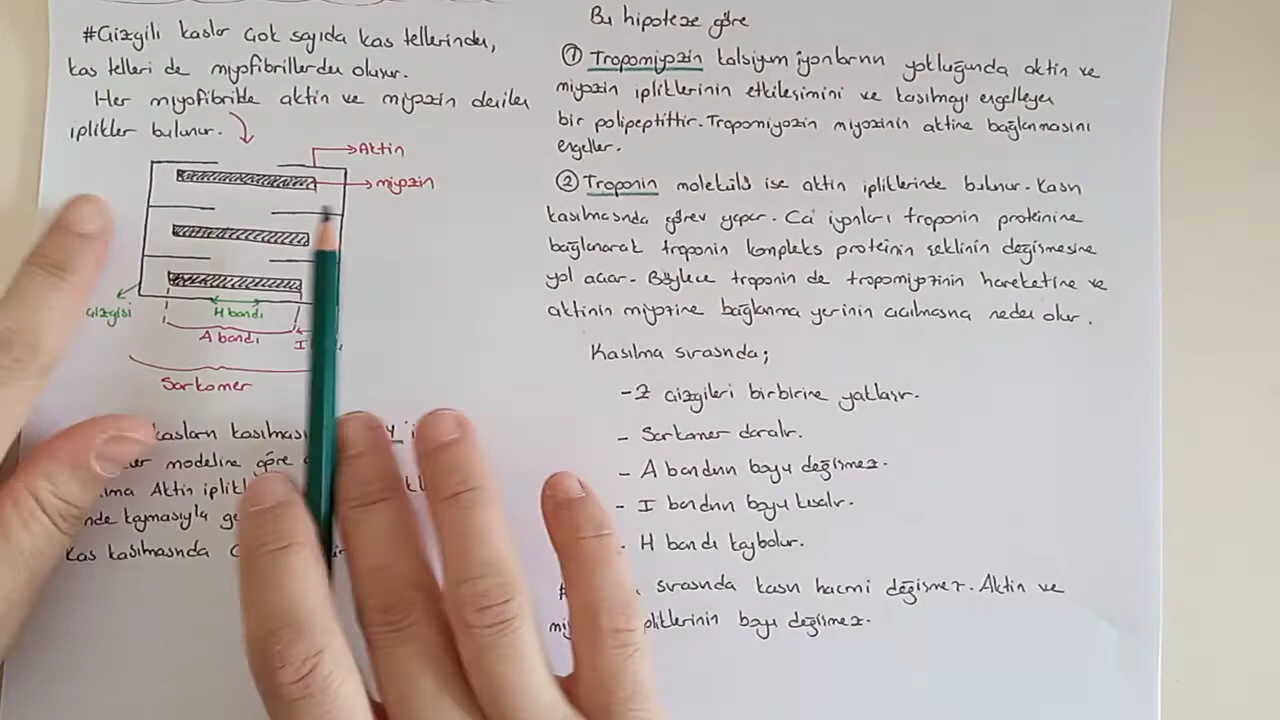 #Çizgili kaslar çok sayıda kas tellerinden,
kas telleri de myofibrillerden oluşur.
Her myofibrilde aktin ve miyozin denilen
iplikler bulunur.
Aktin
miyozin
çizgisi
H bandı
A bandı
I
Sarkomer
kasların kasılması
modeline göre
Aktin
kaymasıyla
Kas kasılmasında
Bu hipoteze göre
① Tropomiyozin kalsiyum iyonlarının yokluğunda aktin ve
miyozin ipliklerinin etkileşimini ve kasılmayı engelleyen
bir polipeptittir. Tropomiyozin miyozinin aktine bağlanmasını
engeller.
② Troponin molekülü ise aktin ipliklerinde bulunur. Kasın
kasılmasında görev yapar. Ca iyonları troponin proteinine
bağlanarak troponin kompleks proteinin şeklinin değişmesine
yol açar. Böylece troponin de tropomiyozinin hareketine ve
aktinin miyozine bağlanma yerinin açılmasına neden olur.
Kasılma sırasında;
- Z çizgileri birbirine yaklaşır.
- Sarkomer daralır.
- A bandının boyu değişmez.
- I bandının boyu kısalır.
- H bandı kaybolur.
# sırasında kasın hacmi değişmez. Aktin ve
ipliklerinin boyu değişmez.